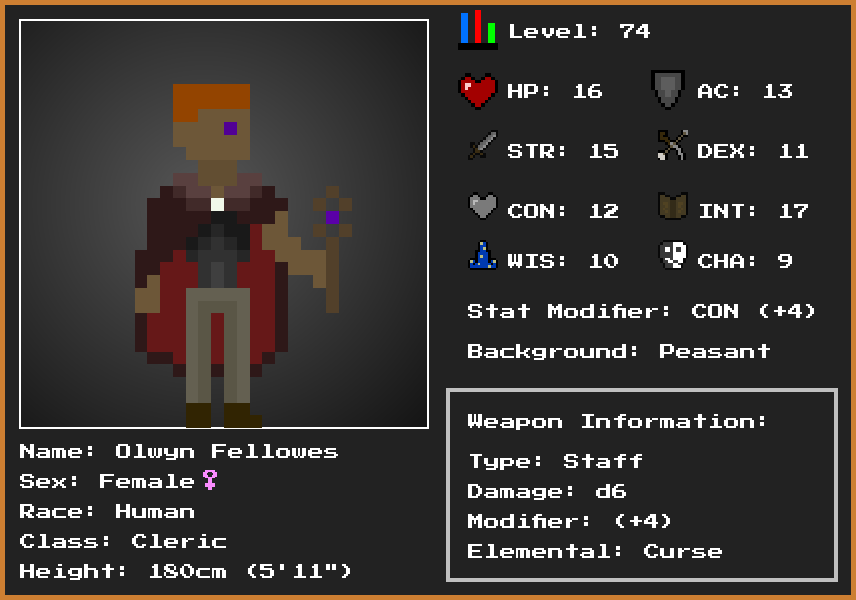 Level: 74
HP: 16
AC: 13
STR: 15
DEX: 11
CON: 12
INT: 17
WIS: 10
CHA: 9
Stat Modifier: CON (+4)
Background: Peasant
Weapon Information:
Type: Staff
Damage: d6
Modifier: (+4)
Elemental: Curse
Name: Olwyn Fellowes
Sex: Female♀
Race: Human
Class: Cleric
Height: 180cm (5'11")